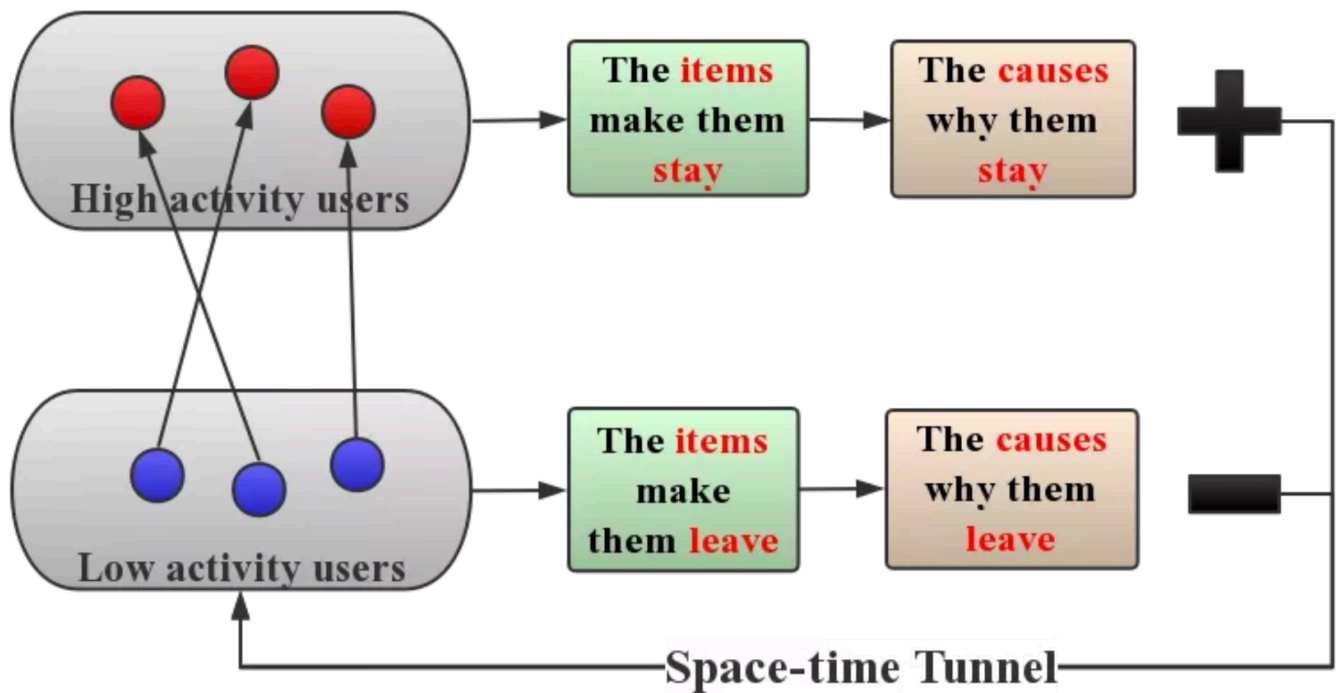 High activity users
The items
make them
stay
The causes
why them
stay
Low activity users
The items
make
them leave
The causes
why them
leave
Space-time Tunnel